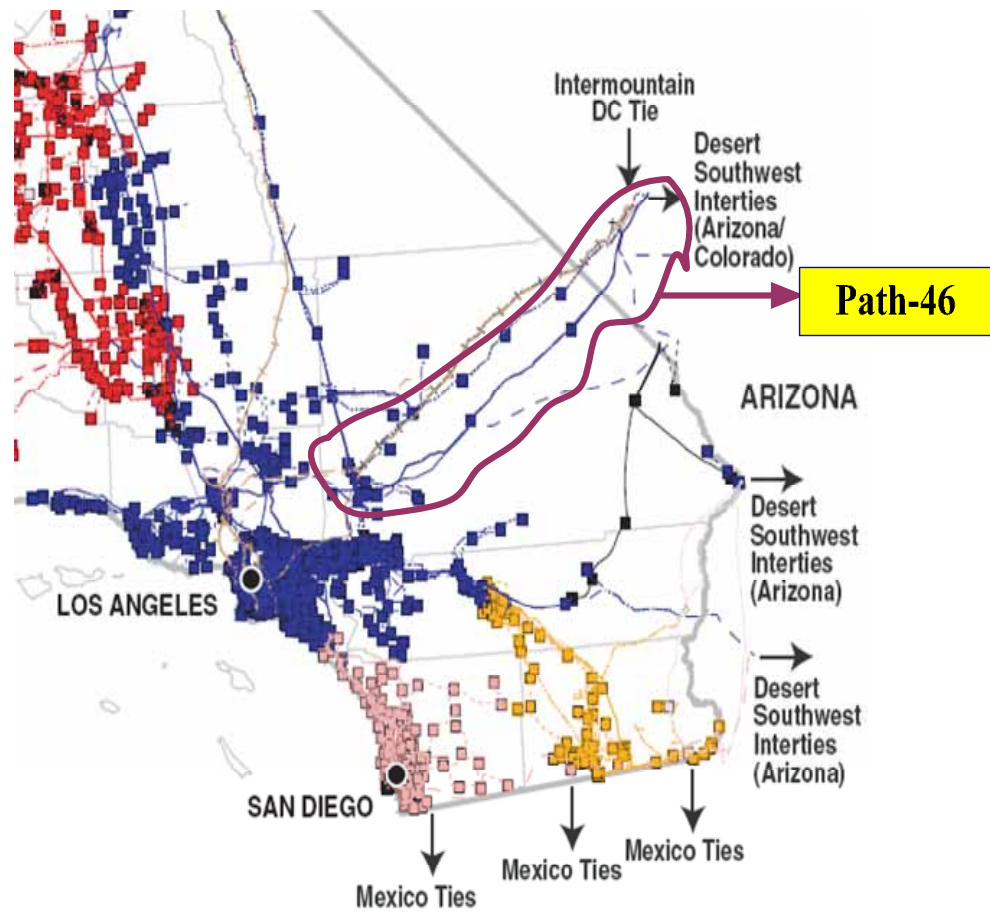 Intermountain
DC Tie
Desert
Southwest
Interties
(Arizona/
Colorado)
Path-46
ARIZONA
Desert
Southwest
Interties
(Arizona)
LOS ANGELES
Desert
Southwest
Interties
(Arizona)
SAN DIEGO
Mexico Ties
Mexico Ties
Mexico Ties